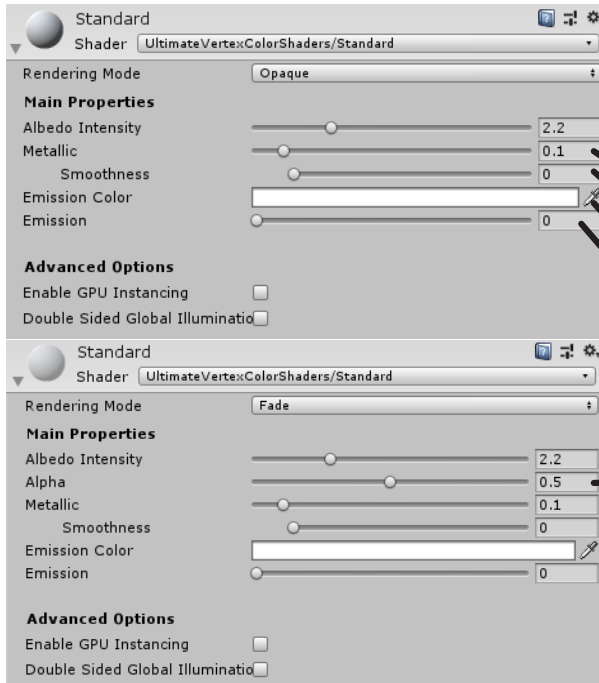 Standard
Shader UltimateVertexColorShaders/Standard
Rendering Mode Opaque
Main Properties
Albedo Intensity 2.2
Metallic 0.1
Smoothness 0
Emission Color
Emission 0
Advanced Options
Enable GPU Instancing
Double Sided Global Illuminatio
Standard
Shader UltimateVertexColorShaders/Standard
Rendering Mode Fade
Main Properties
Albedo Intensity 2.2
Alpha 0.5
Metallic 0.1
Smoothness 0
Emission Color
Emission 0
Advanced Options
Enable GPU Instancing
Double Sided Global Illuminatio